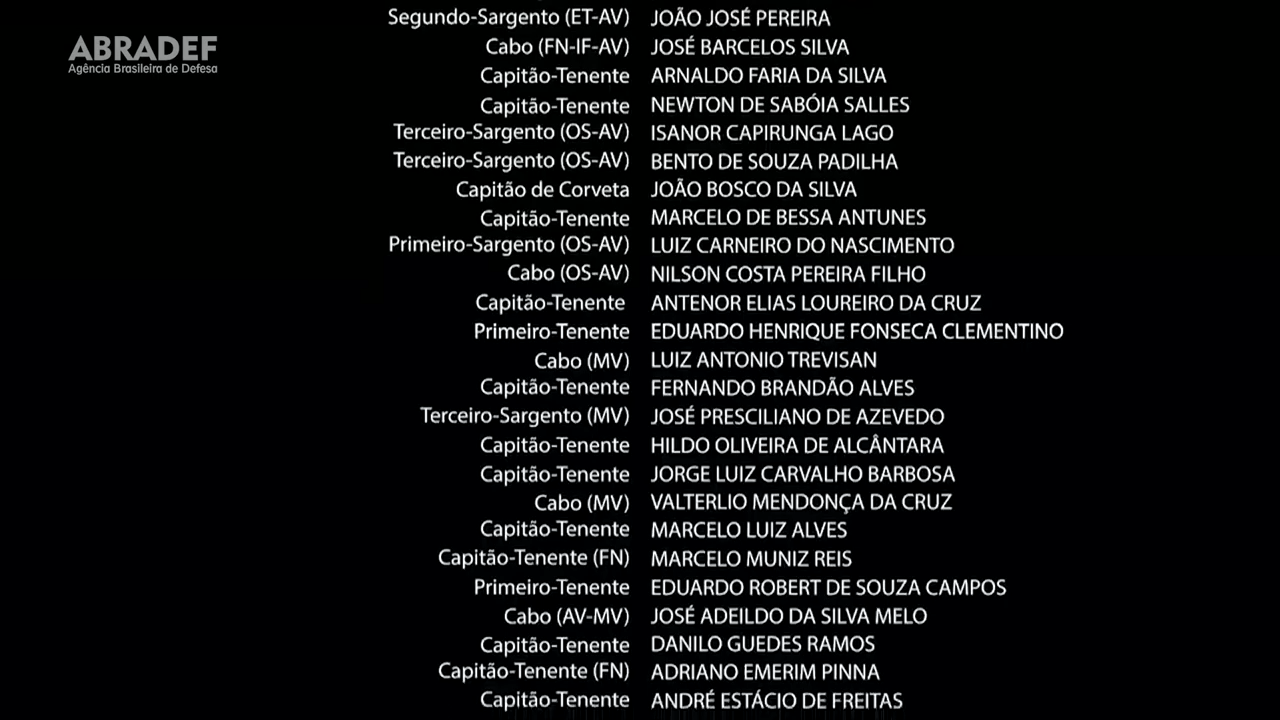 ABRADEF
Agência Brasileira de Defesa
Segundo-Sargento (ET-AV) JOÃO JOSÉ PEREIRA
Cabo (FN-IF-AV) JOSÉ BARCELOS SILVA
Capitão-Tenente ARNALDO FARIA DA SILVA
Capitão-Tenente NEWTON DE SABÓIA SALLES
Terceiro-Sargento (OS-AV) ISANOR CAPIRUNGA LAGO
Terceiro-Sargento (OS-AV) BENTO DE SOUZA PADILHA
Capitão de Corveta JOÃO BOSCO DA SILVA
Capitão-Tenente MARCELO DE BESSA ANTUNES
Primeiro-Sargento (OS-AV) LUIZ CARNEIRO DO NASCIMENTO
Cabo (OS-AV) NILSON COSTA PEREIRA FILHO
Capitão-Tenente ANTENOR ELIAS LOUREIRO DA CRUZ
Primeiro-Tenente EDUARDO HENRIQUE FONSECA CLEMENTINO
Cabo (MV) LUIZ ANTONIO TREVISAN
Capitão-Tenente FERNANDO BRANDÃO ALVES
Terceiro-Sargento (MV) JOSÉ PRESCILIANO DE AZEVEDO
Capitão-Tenente HILDO OLIVEIRA DE ALCÂNTARA
Capitão-Tenente JORGE LUIZ CARVALHO BARBOSA
Cabo (MV) VALTERLIO MENDONÇA DA CRUZ
Capitão-Tenente MARCELO LUIZ ALVES
Capitão-Tenente (FN) MARCELO MUNIZ REIS
Primeiro-Tenente EDUARDO ROBERT DE SOUZA CAMPOS
Cabo (AV-MV) JOSÉ ADEILDO DA SILVA MELO
Capitão-Tenente DANILO GUEDES RAMOS
Capitão-Tenente (FN) ADRIANO EMERIM PINNA
Capitão-Tenente ANDRÉ ESTÁCIO DE FREITAS